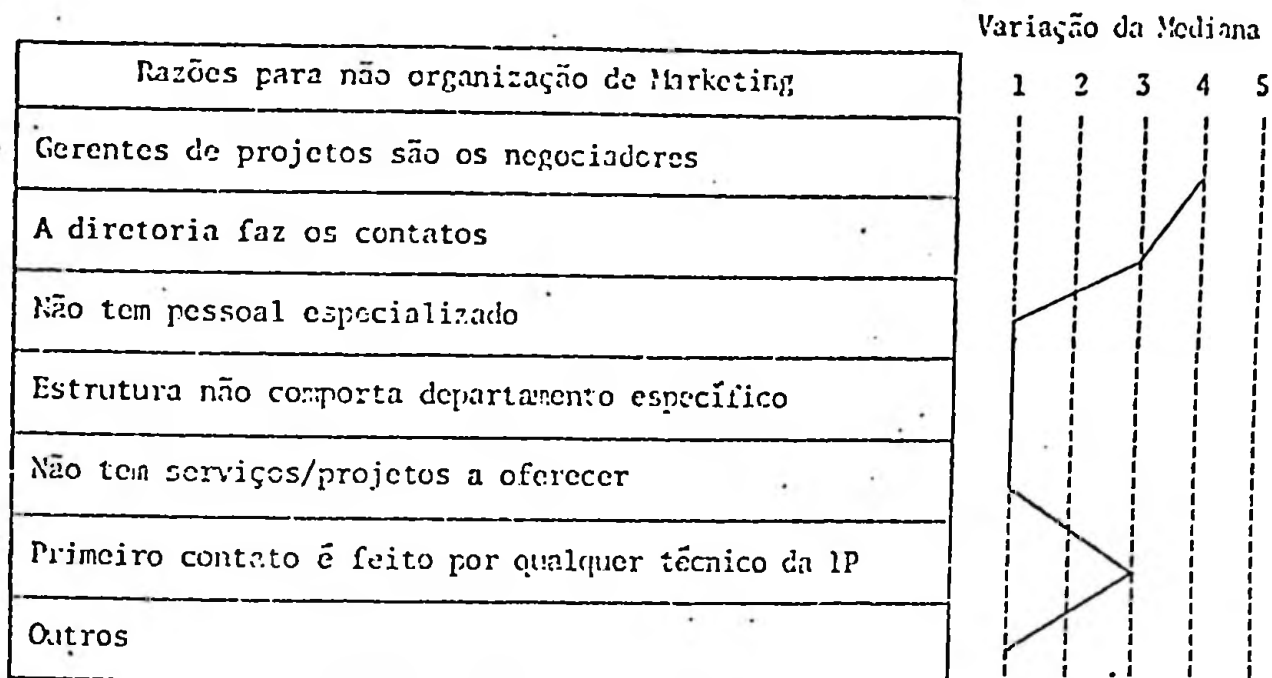 Variação da Mediana
Razões para não organização de Marketing
1 2 3 4 5
Gerentes de projetos são os negociadores
A diretoria faz os contatos
Não tem pessoal especializado
Estrutura não comporta departamento específico
Não tem serviços/projetos a oferecer
Primeiro contato é feito por qualquer técnico da IP
Outros